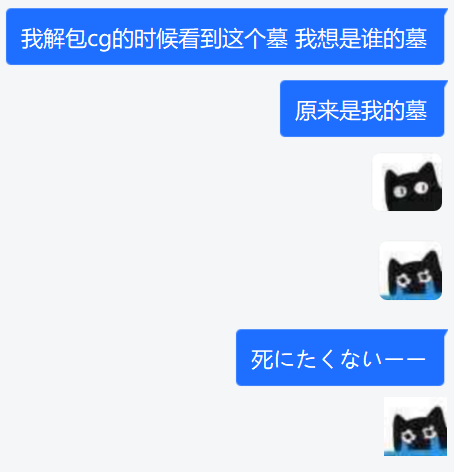 我解包cg的时候看到这个墓 我想是谁的墓
原来是我的墓
死にたくないーー